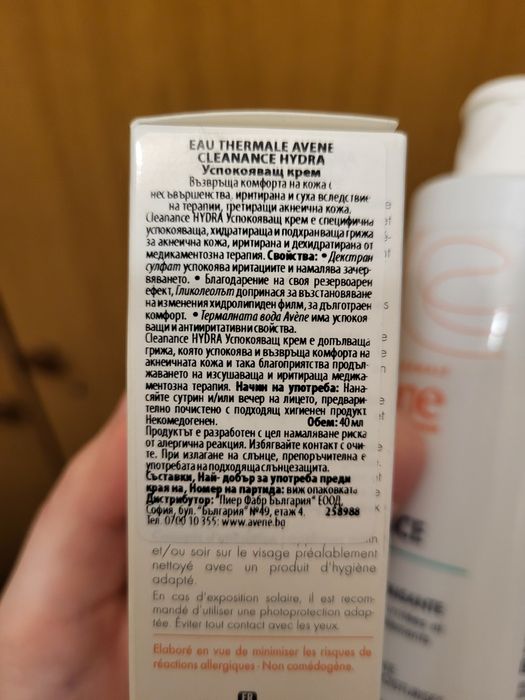 EAU THERMALE AVENE
CLEANANCE HYDRA
Успокояващ крем
Възвръща комфорта на кожа с
несъвършенства, иритирана и суха вследствие
на терапии, третиращи акнеична кожа.
Cleanance HYDRA Успокояващ крем е специфична
успокояваща, хидратираща и подхранваща грижа
за акнеична кожа, иритирана и дехидратирана от
медикаментозна терапия. Свойства: • Декстран
сулфат успокоява иритациите и намалява зачер-
вяването. • Благодарение на своя резервоарен
ефект, Гликолеолът допринася за възстановяване
на изменения хидролипиден филм, за дълготраен
комфорт. • Термалната вода Avène има успокоя
ващи и антииритативни свойства.
Cleanance HYDRA Успокояващ крем е допълваща
грижа, която успокоява и възвръща комфорта на
акнеичната кожа и така благоприятства продъл-
жаването на изсушаваща и иритираща медика-
ментозна терапия. Начин на употреба: Нана-
сяйте сутрин и/или вечер на лицето, предвари-
телно почистено с подходящ хигиенен продукт.
Некомедогенен. Обем: 40 мл
Продуктът е разработен с цел намаляване риска
от алергична реакция. Избягвайте контакт с очи-
те. При излагане на слънце, препоръчителна е
употребата на подходяща слънцезащита.
Съставки, Най- добър за употреба преди
края на, Номер на партида: виж опаковката
Дистрибутор: "Пиер Фабр България" ЕООД,
София, бул. "България" №49, етаж 4. 258988
Тел. 0700 10 355; www.avene.bg
et/ou soir sur le visage préalablement
nettoyé avec un produit d'hygiène
adapté.
En cas d'exposition solaire, il est recom-
mandé d'utiliser une photoprotection adap-
tée. Éviter tout contact avec les yeux.
Elaboré en vue de minimiser les risques de
réactions allergiques - Non comédogène.
FR